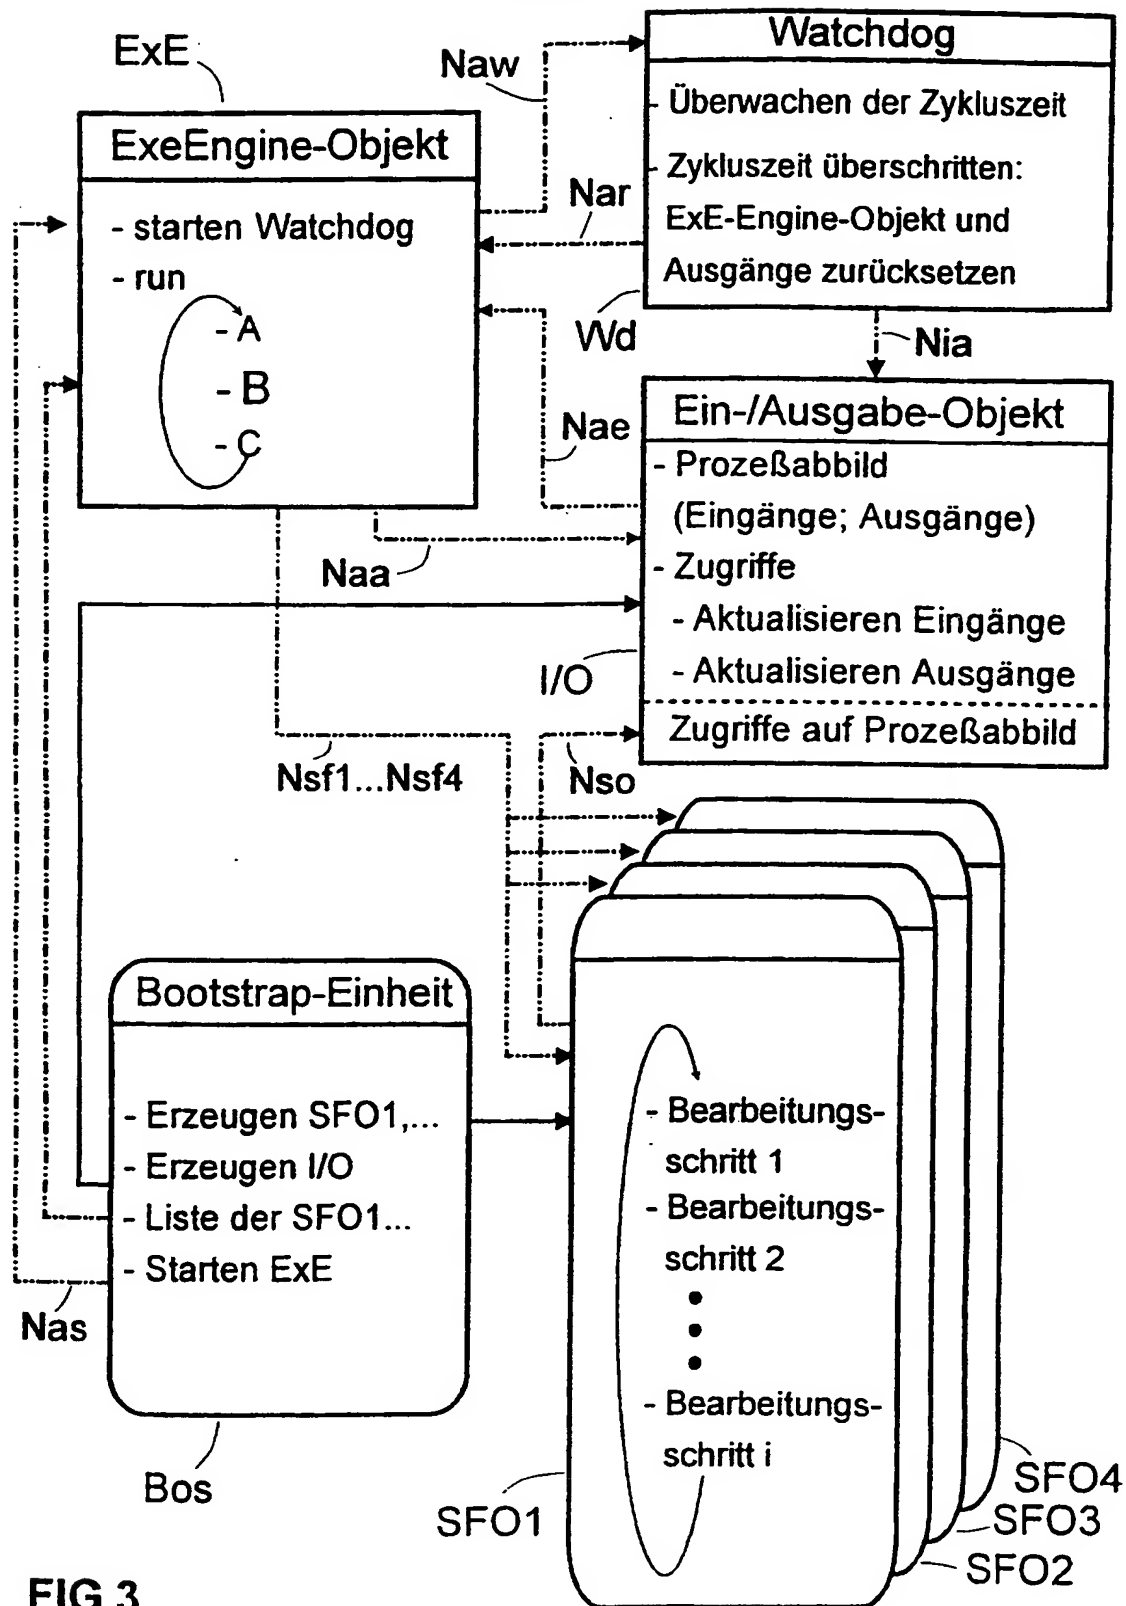 ExE
Naw
Watchdog
- Überwachen der Zykluszeit
- Zykluszeit überschritten:
ExE-Engine-Objekt und
Ausgänge zurücksetzen
ExeEngine-Objekt
- starten Watchdog
- run
- A
- B
- C
Nar
Wd
Nia
Nae
Ein-/Ausgabe-Objekt
- Prozeßabbild
(Eingänge; Ausgänge)
- Zugriffe
- Aktualisieren Eingänge
- Aktualisieren Ausgänge
Zugriffe auf Prozeßabbild
Naa
I/O
Nsf1...Nsf4
Nso
Bootstrap-Einheit
- Erzeugen SFO1,...
- Erzeugen I/O
- Liste der SFO1...
- Starten ExE
Nas
Bos
- Bearbeitungs-
schritt 1
- Bearbeitungs-
schritt 2
- Bearbeitungs-
schritt i
SFO1
SFO4
SFO3
SFO2
FIG 3